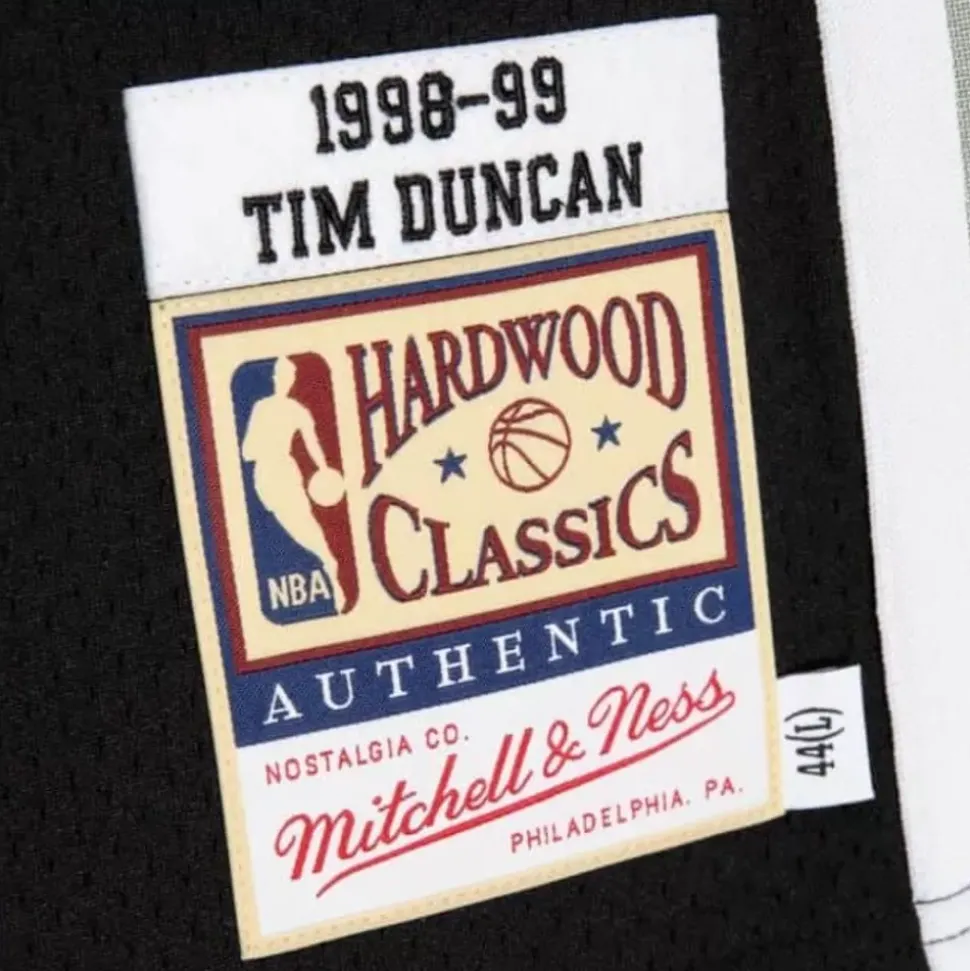 1998-99
TIM DUNCAN
HARDWOOD
CLASSICS
NBA
AUTHENTIC
NOSTALGIA CO.
Mitchell & Ness
PHILADELPHIA. PA.
44(L)